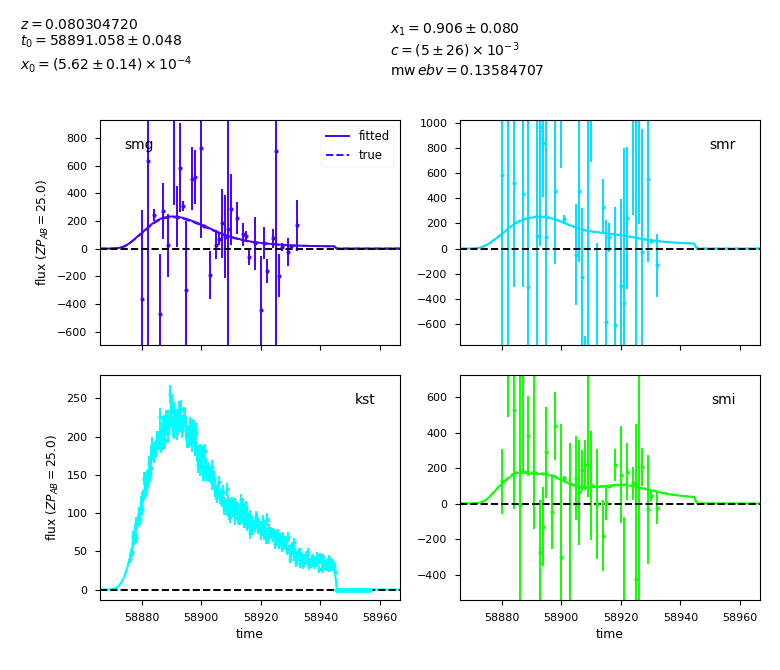 z = 0.080304720
t₀ = 58891.058 ± 0.048
x₀ = (5.62 ± 0.14) × 10⁻⁴
x₁ = 0.906 ± 0.080
c = (5 ± 26) × 10⁻³
mw ebv = 0.13584707
smg
fitted
true
800
600
400
200
0
−200
−400
−600
flux (ZP_AB = 25.0)
smr
1000
800
600
400
200
0
−200
−400
−600
kst
250
200
150
100
50
0
flux (ZP_AB = 25.0)
58880 58900 58920 58940 58960
time
smi
600
400
200
0
−200
−400
58880 58900 58920 58940 58960
time